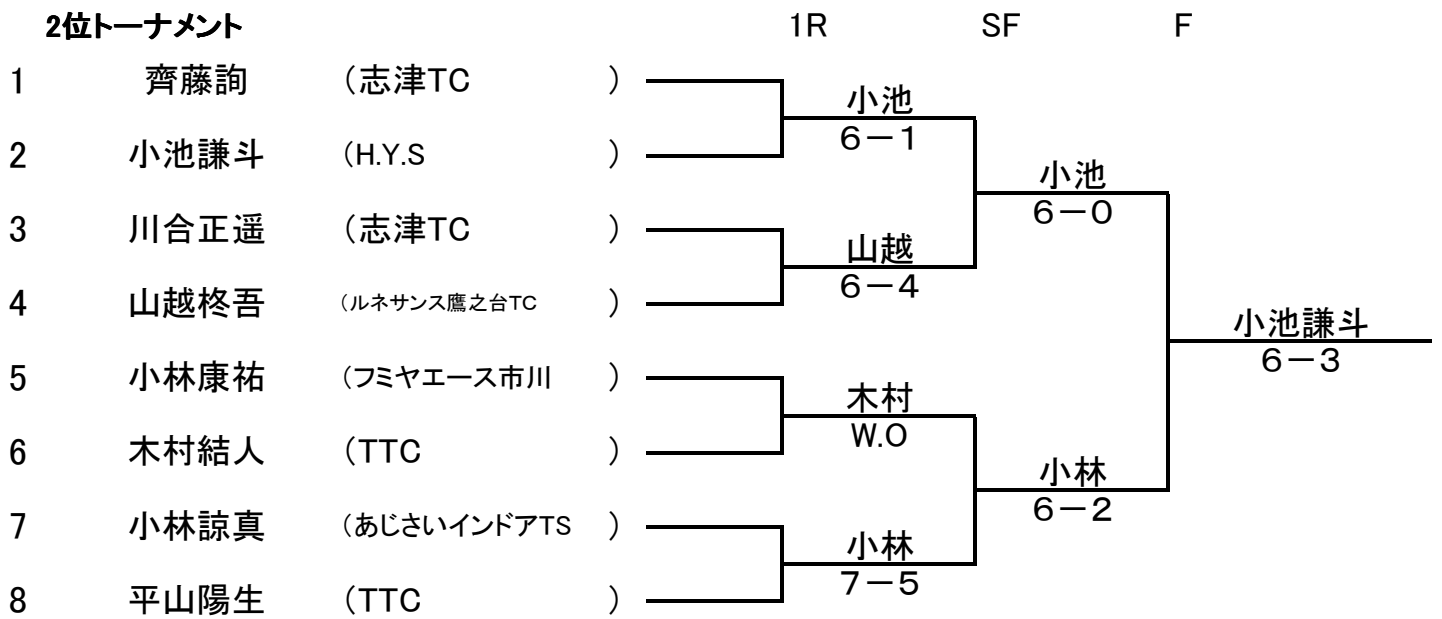 2位トーナメント 1R SF F
1 齊藤詢 （志津TC ）
小池
6－1
2 小池謙斗 （H.Y.S ）
小池
6－0
3 川合正遥 （志津TC ）
山越
6－4
4 山越柊吾 （ルネサンス鷹之台TC ）
小池謙斗
6－3
5 小林康祐 （フミヤエース市川 ）
木村
W.O
6 木村結人 （TTC ）
小林
6－2
7 小林諒真 （あじさいインドアTS ）
小林
7－5
8 平山陽生 （TTC ）